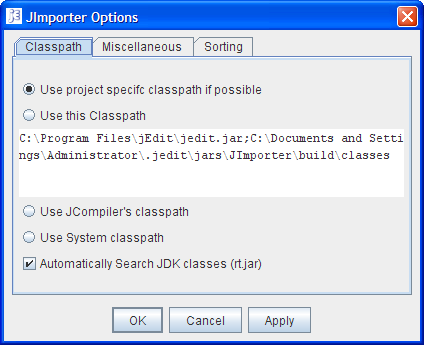 JImporter Options
Classpath Miscellaneous Sorting
Use project specifc classpath if possible
Use this Classpath
C:\Program Files\jEdit\jedit.jar;C:\Documents and Setti
ngs\Administrator\.jedit\jars\JImporter\build\classes
Use JCompiler's classpath
Use System classpath
Automatically Search JDK classes (rt.jar)
OK Cancel Apply